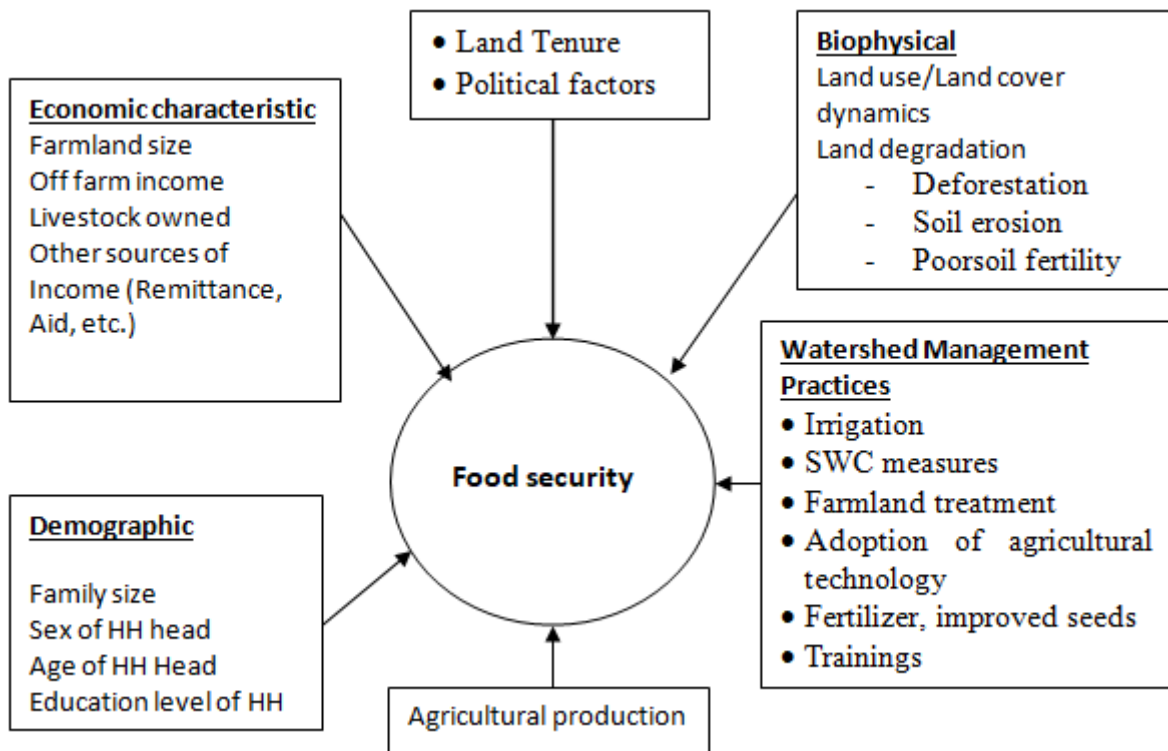 • Land Tenure
• Political factors
Biophysical
Land use/Land cover
dynamics
Land degradation
- Deforestation
- Soil erosion
- Poorsoil fertility
Economic characteristic
Farmland size
Off farm income
Livestock owned
Other sources of
Income (Remittance,
Aid, etc.)
Food security
Watershed Management
Practices
• Irrigation
• SWC measures
• Farmland treatment
• Adoption of agricultural
technology
• Fertilizer, improved seeds
• Trainings
Demographic
Family size
Sex of HH head
Age of HH Head
Education level of HH
Agricultural production